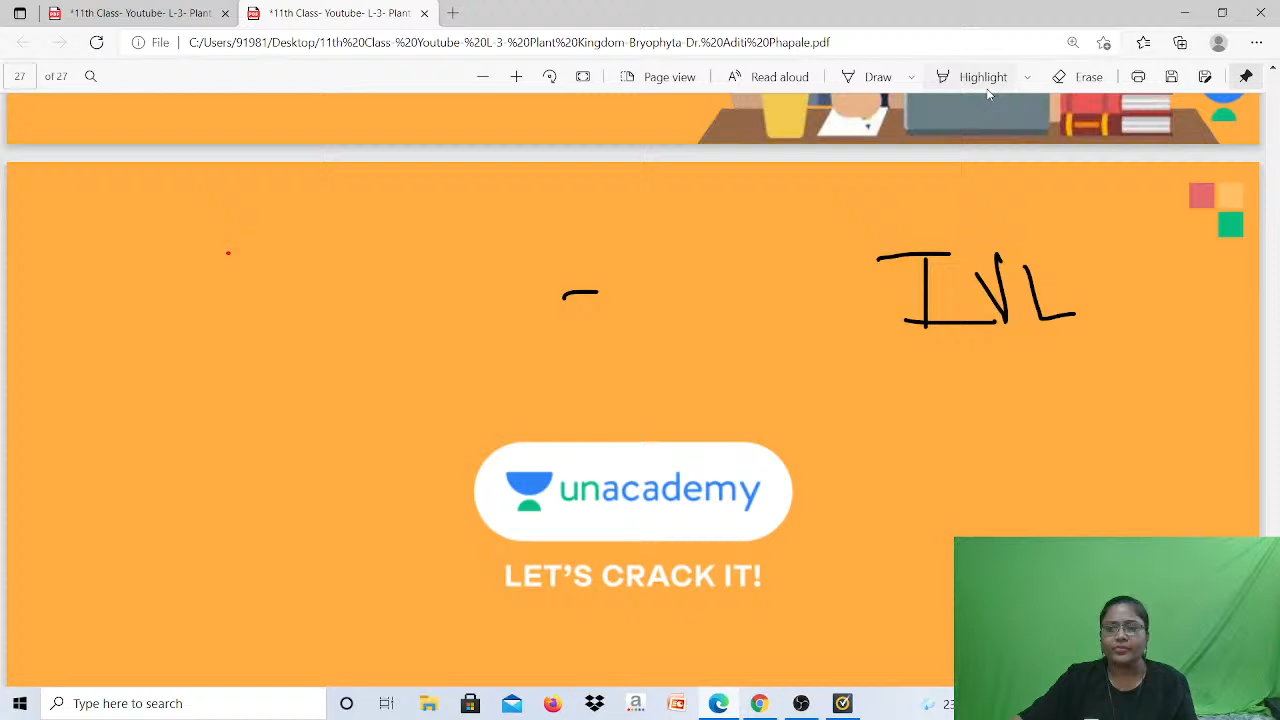 *11th Class- Youtube- L-3- Plant
*11th Class- Youtube- L-3- Plant
File
C:/Users/91981/Desktop/11th%20Class-%20Youtube-%20L-3-%20Plant%20Kingdom-Bryophyta-Dr.%20Aditi%20Phapale.pdf
27 of 27
Page view
Read aloud
Draw
Highlight
Erase
IVL
unacademy
LET'S CRACK IT!
Type here to search
23